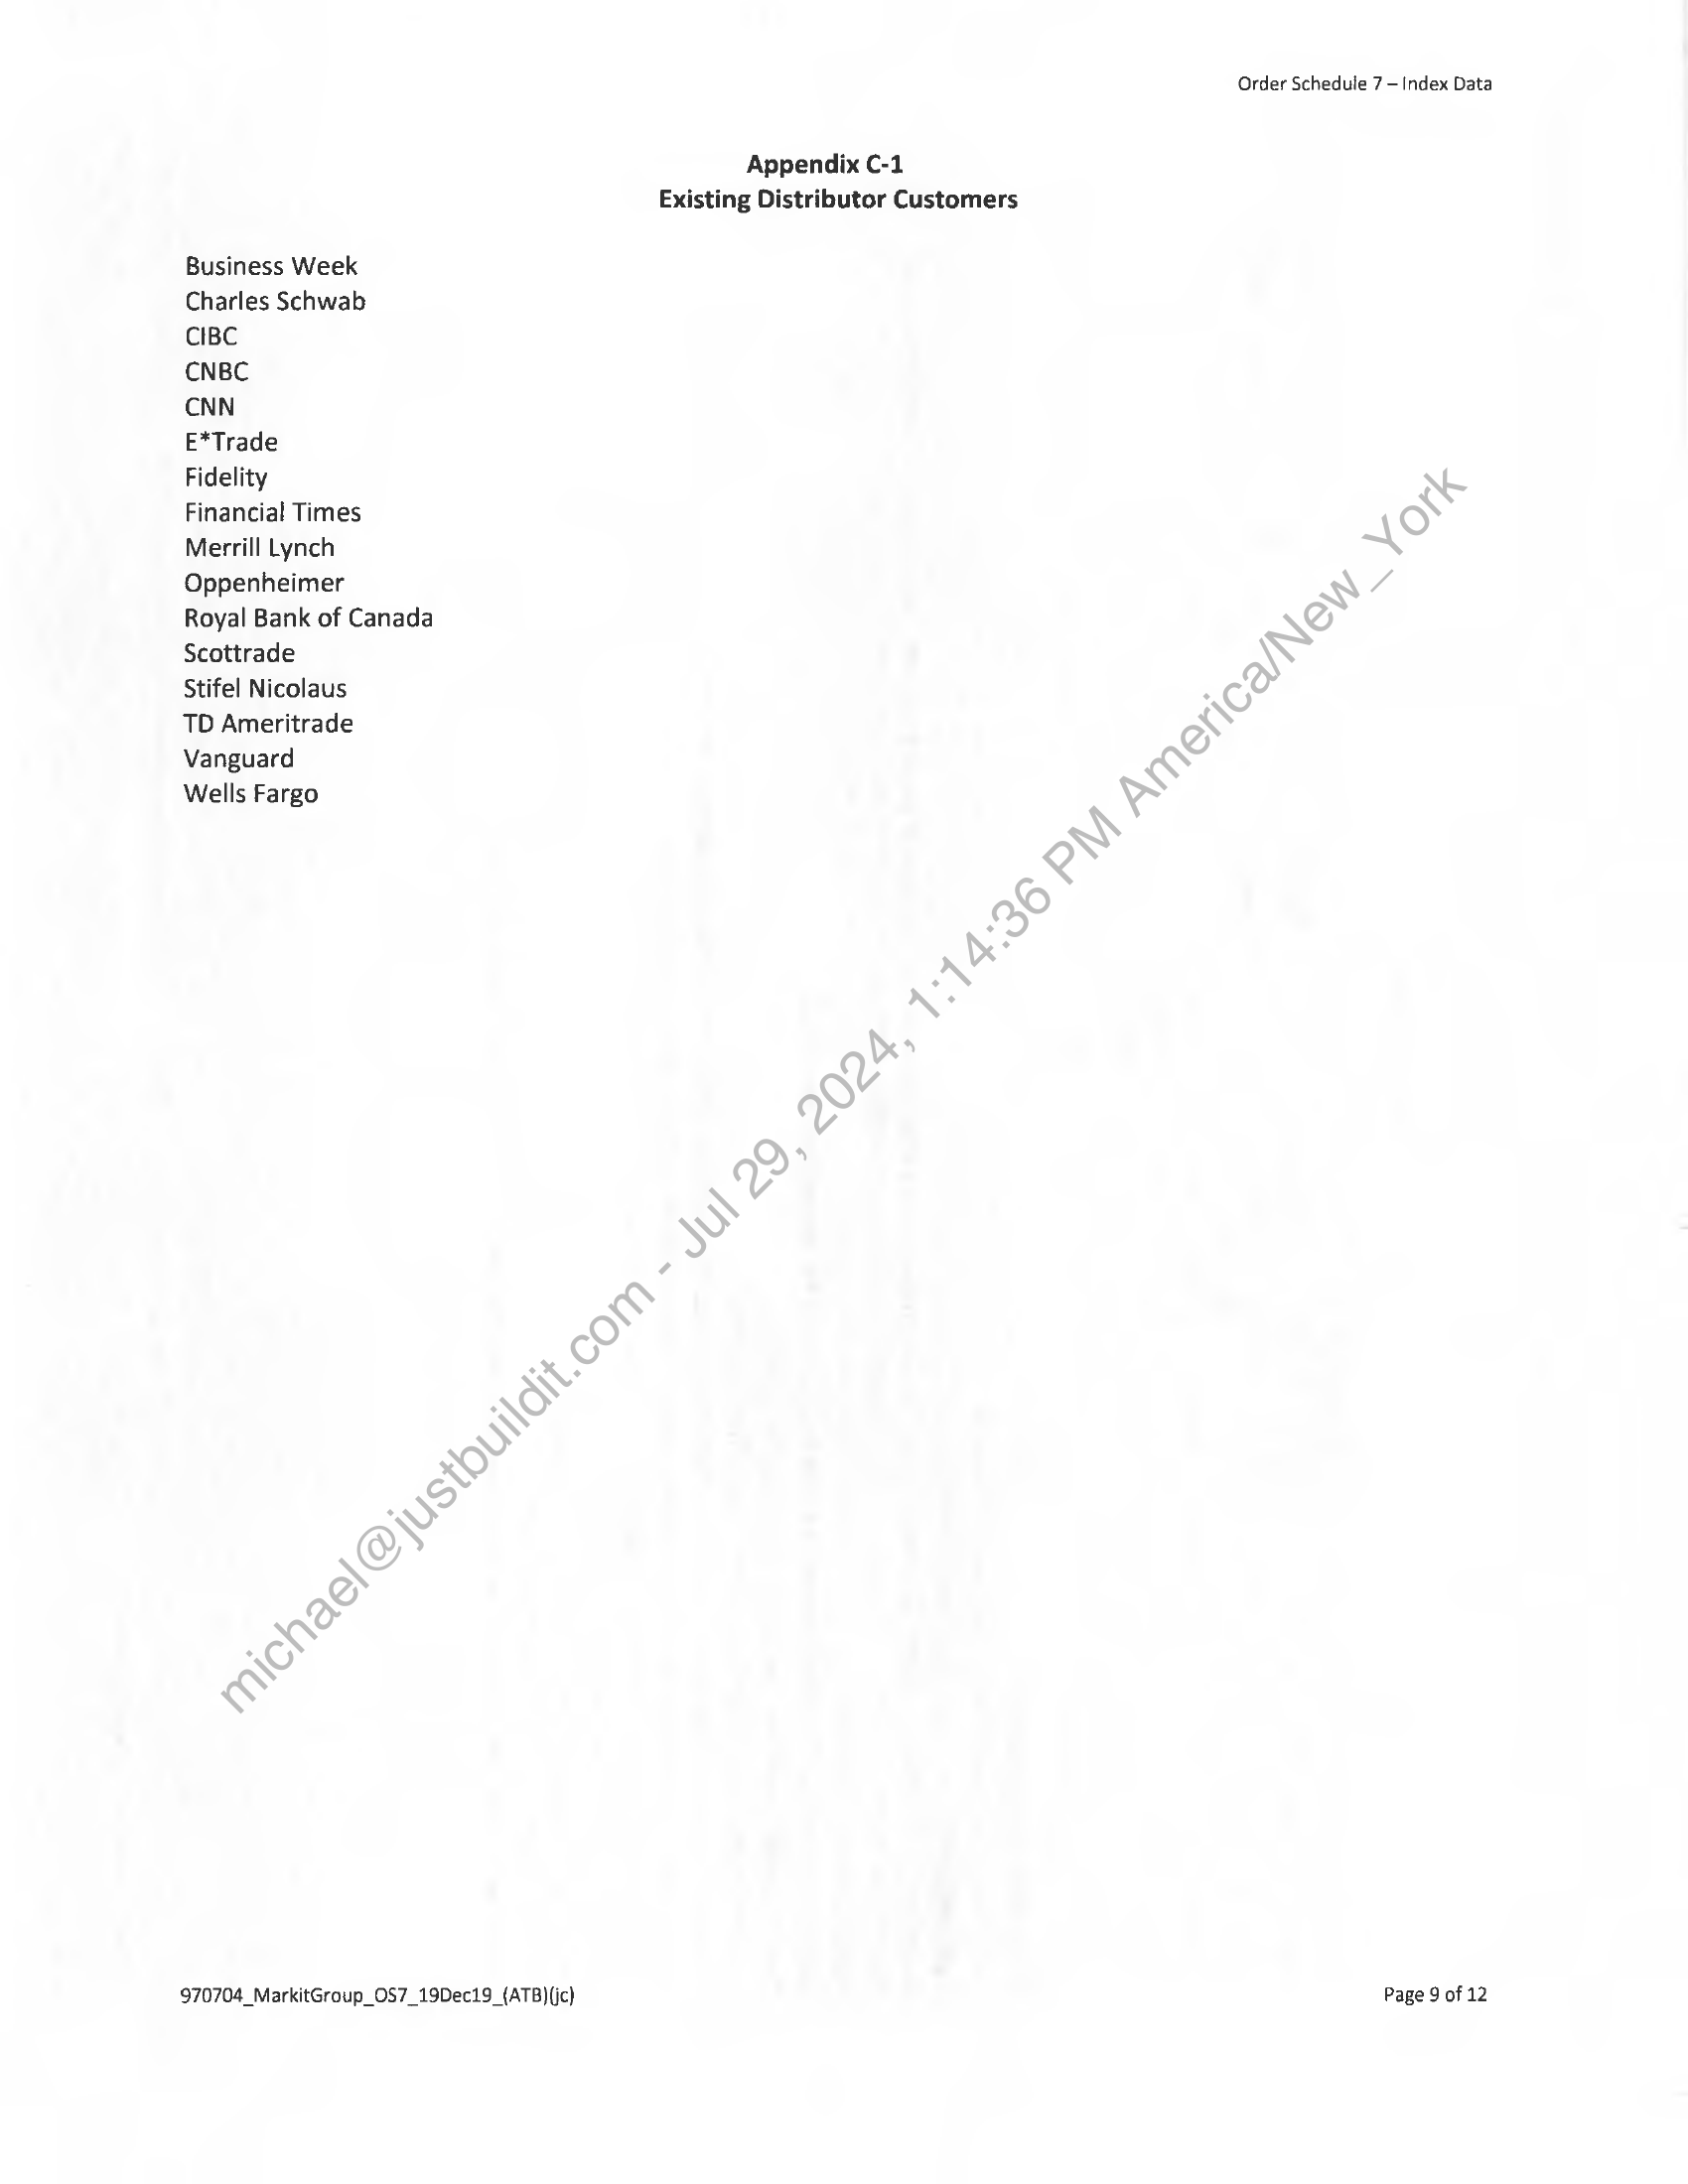 Order Schedule 7 – Index Data
Appendix C-1
Existing Distributor Customers
Business Week
Charles Schwab
CIBC
CNBC
CNN
E*Trade
Fidelity
Financial Times
Merrill Lynch
Oppenheimer
Royal Bank of Canada
Scottrade
Stifel Nicolaus
TD Ameritrade
Vanguard
Wells Fargo
michael@justbuildit.com - Jul 29, 2024, 1:14:36 PM America/New_York
970704_MarkitGroup_OS7_19Dec19_(ATB)(jc)
Page 9 of 12